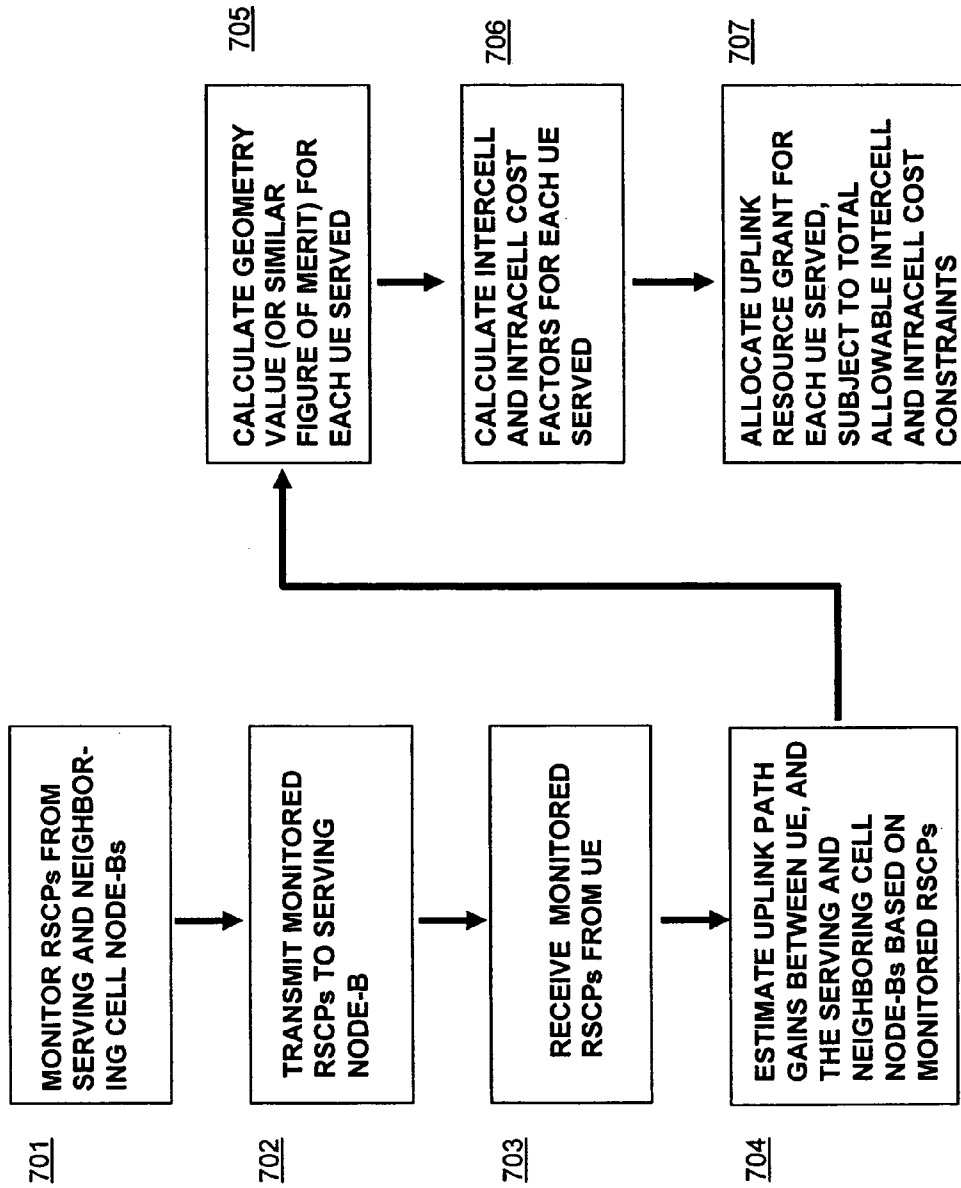 701
MONITOR RSCPs FROM
SERVING AND NEIGHBOR-
ING CELL NODE-Bs
702
TRANSMIT MONITORED
RSCPs TO SERVING
NODE-B
703
RECEIVE MONITORED
RSCPs FROM UE
704
ESTIMATE UPLINK PATH
GAINS BETWEEN UE, AND
THE SERVING AND
NEIGHBORING CELL
NODE-Bs BASED ON
MONITORED RSCPs
705
CALCULATE GEOMETRY
VALUE (OR SIMILAR
FIGURE OF MERIT) FOR
EACH UE SERVED
706
CALCULATE INTERCELL
AND INTRACELL COST
FACTORS FOR EACH UE
SERVED
707
ALLOCATE UPLINK
RESOURCE GRANT FOR
EACH UE SERVED,
SUBJECT TO TOTAL
ALLOWABLE INTERCELL
AND INTRACELL COST
CONSTRAINTS